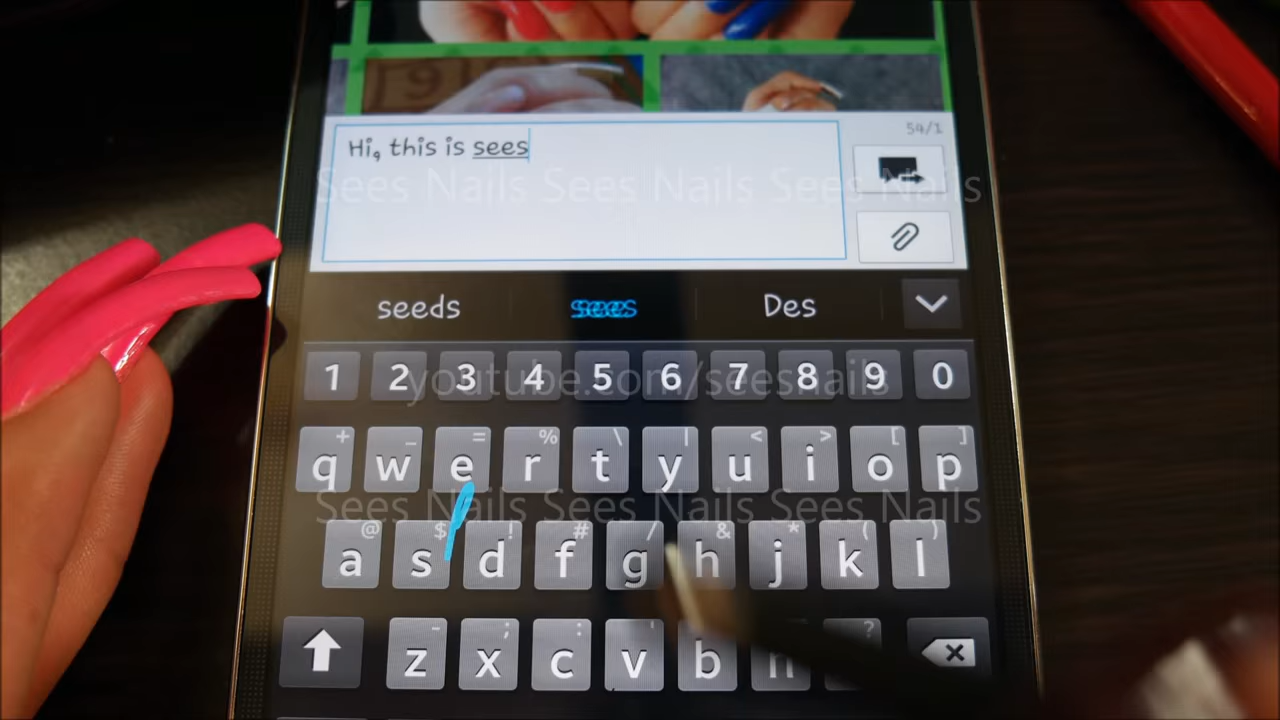 9
54/1
Hi, this is sees
Sees Nails Sees Nails Sees Nails
seeds sees Des
1 2 3 4 5 6 7 8 9 0
youtube.com/seesnails
+ _ = % \ | < > [ ]
q w e r t y u i o p
Sees Nails Sees Nails Sees Nails
@ $ ! # / & * ( )
a s d f g h j k l
- ; : ' ?
z x c v b n